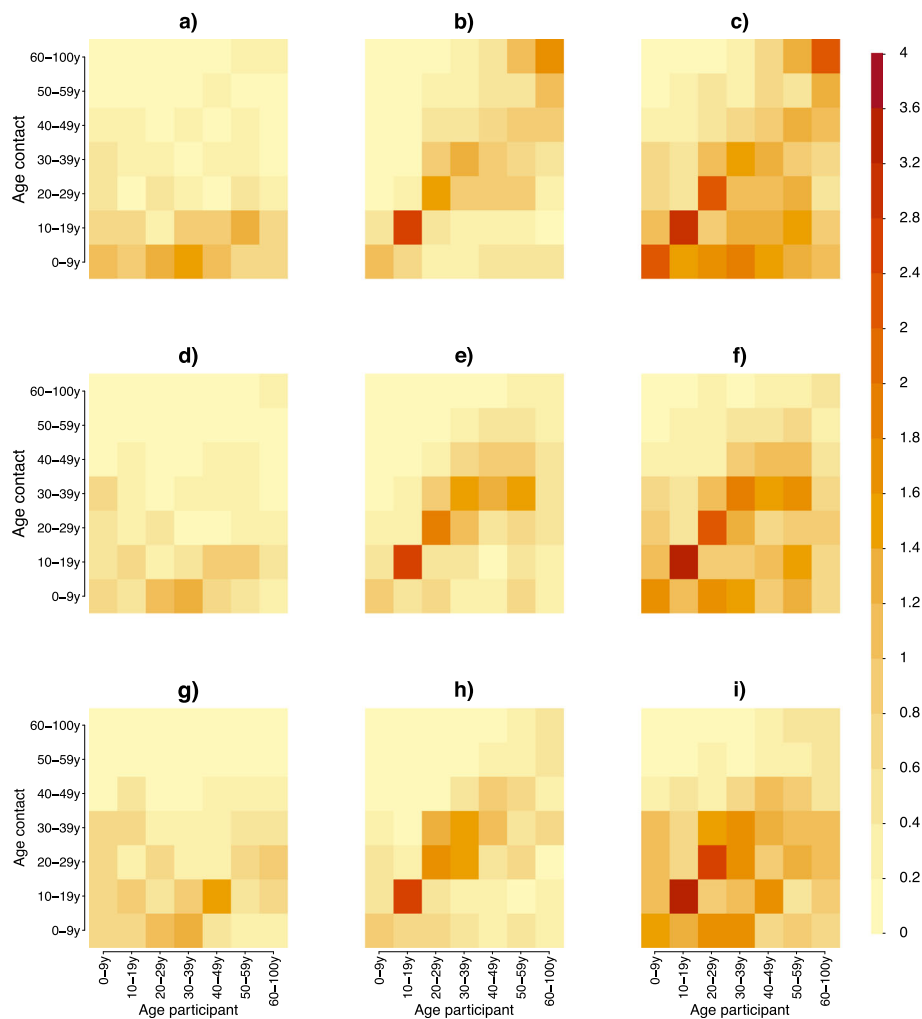 a)
b)
c)
60–100y
50–59y
40–49y
30–39y
20–29y
10–19y
0–9y
Age contact
4
3.6
3.2
2.8
2.4
2
2
1.8
1.6
1.4
1.2
1
0.8
0.6
0.4
0.2
0
d)
e)
f)
60–100y
50–59y
40–49y
30–39y
20–29y
10–19y
0–9y
Age contact
g)
h)
i)
60–100y
50–59y
40–49y
30–39y
20–29y
10–19y
0–9y
Age contact
0–9y
10–19y
20–29y
30–39y
40–49y
50–59y
60–100y
Age participant
0–9y
10–19y
20–29y
30–39y
40–49y
50–59y
60–100y
Age participant
0–9y
10–19y
20–29y
30–39y
40–49y
50–59y
60–100y
Age participant